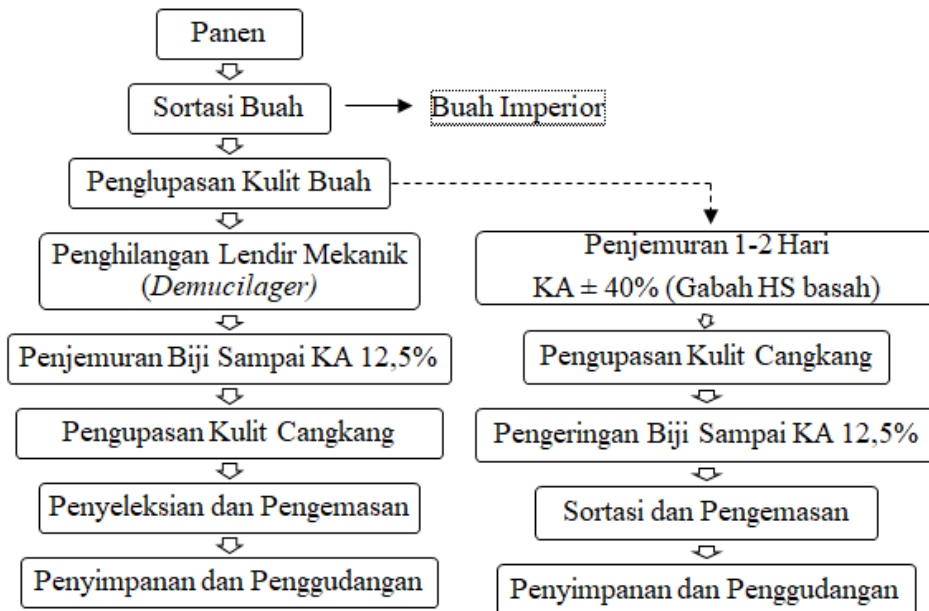 Panen
Sortasi Buah
Buah Imperior
Penglupasan Kulit Buah
Penghilangan Lendir Mekanik
(Demucilager)
Penjemuran Biji Sampai KA 12,5%
Pengupasan Kulit Cangkang
Penyeleksian dan Pengemasan
Penyimpanan dan Penggudangan
Penjemuran 1-2 Hari
KA ± 40% (Gabah HS basah)
Pengupasan Kulit Cangkang
Pengeringan Biji Sampai KA 12,5%
Sortasi dan Pengemasan
Penyimpanan dan Penggudangan